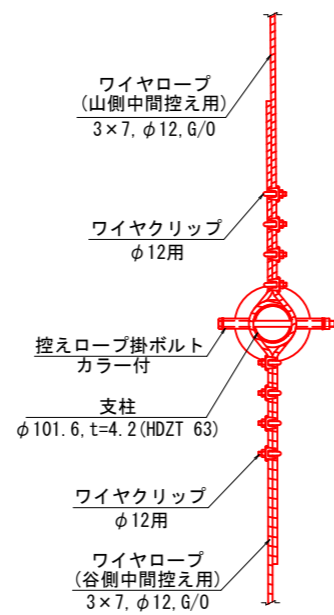 ワイヤロープ
(山側中間控え用)
3×7, φ12, G/O
ワイヤクリップ
φ12用
控えロープ掛ボルト
カラー付
支柱
φ101.6, t=4.2(HDZT 63)
ワイヤクリップ
φ12用
ワイヤロープ
(谷側中間控え用)
3×7, φ12, G/O